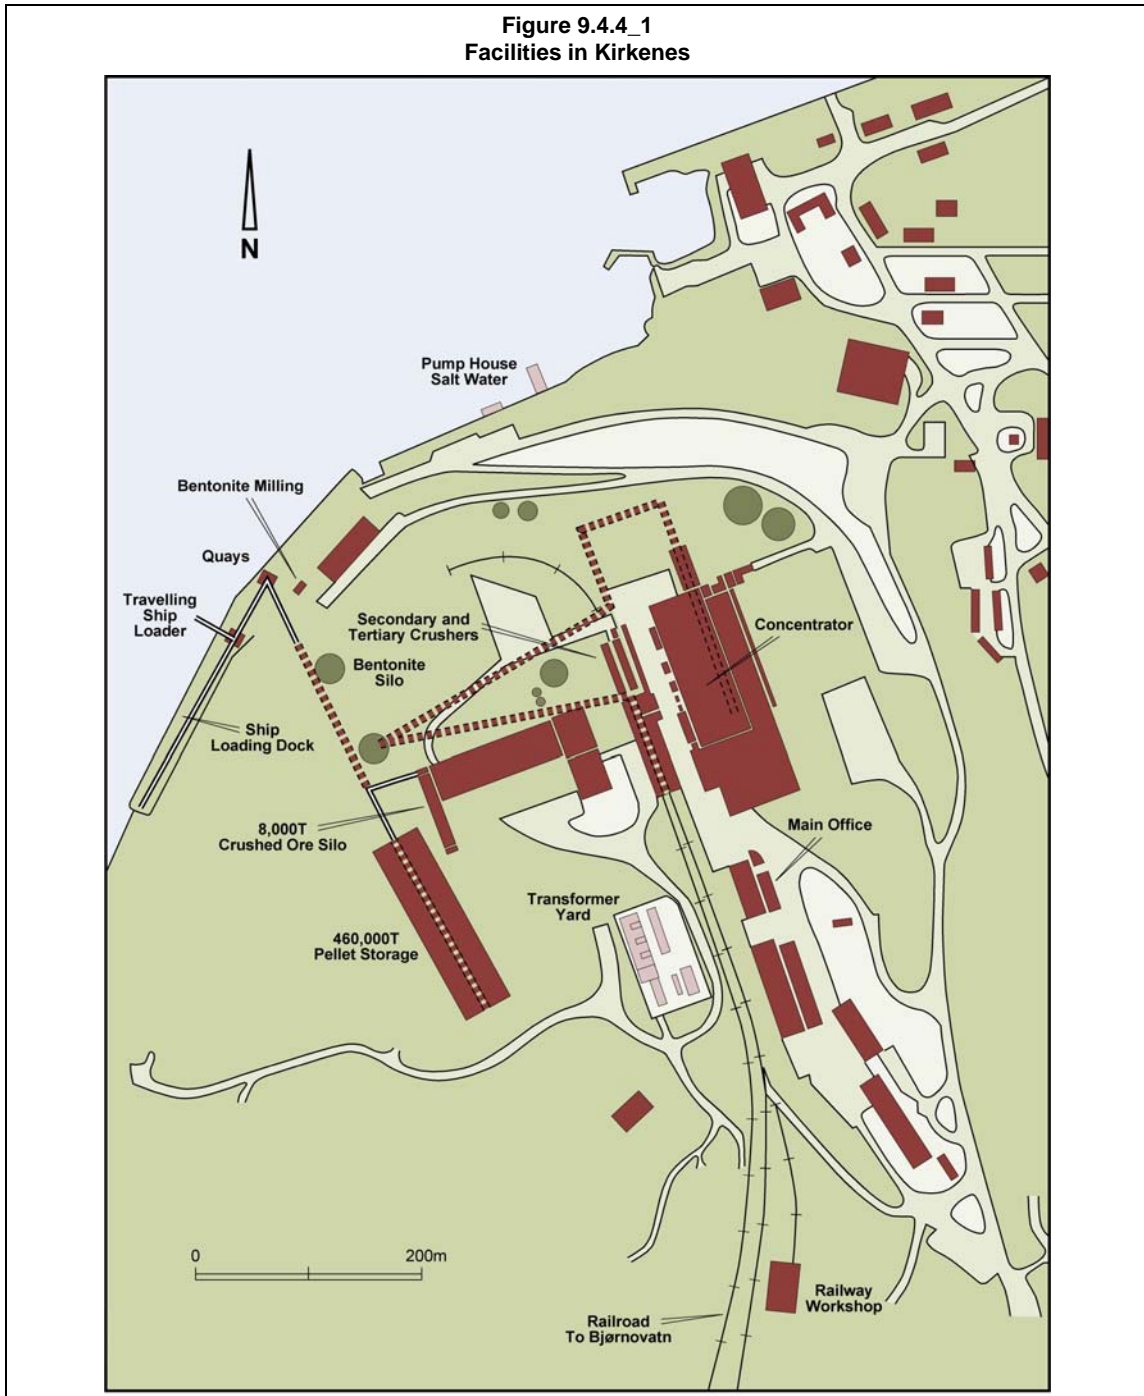 Figure 9.4.4_1
Facilities in Kirkenes
N
Pump House
Salt Water
Bentonite Milling
Quays
Travelling
Ship
Loader
Secondary and
Tertiary Crushers
Concentrator
Bentonite
Silo
Ship
Loading Dock
8,000T
Crushed Ore Silo
Main Office
Transformer
Yard
460,000T
Pellet Storage
0 200m
Railway
Workshop
Railroad
To Bjørnovatn